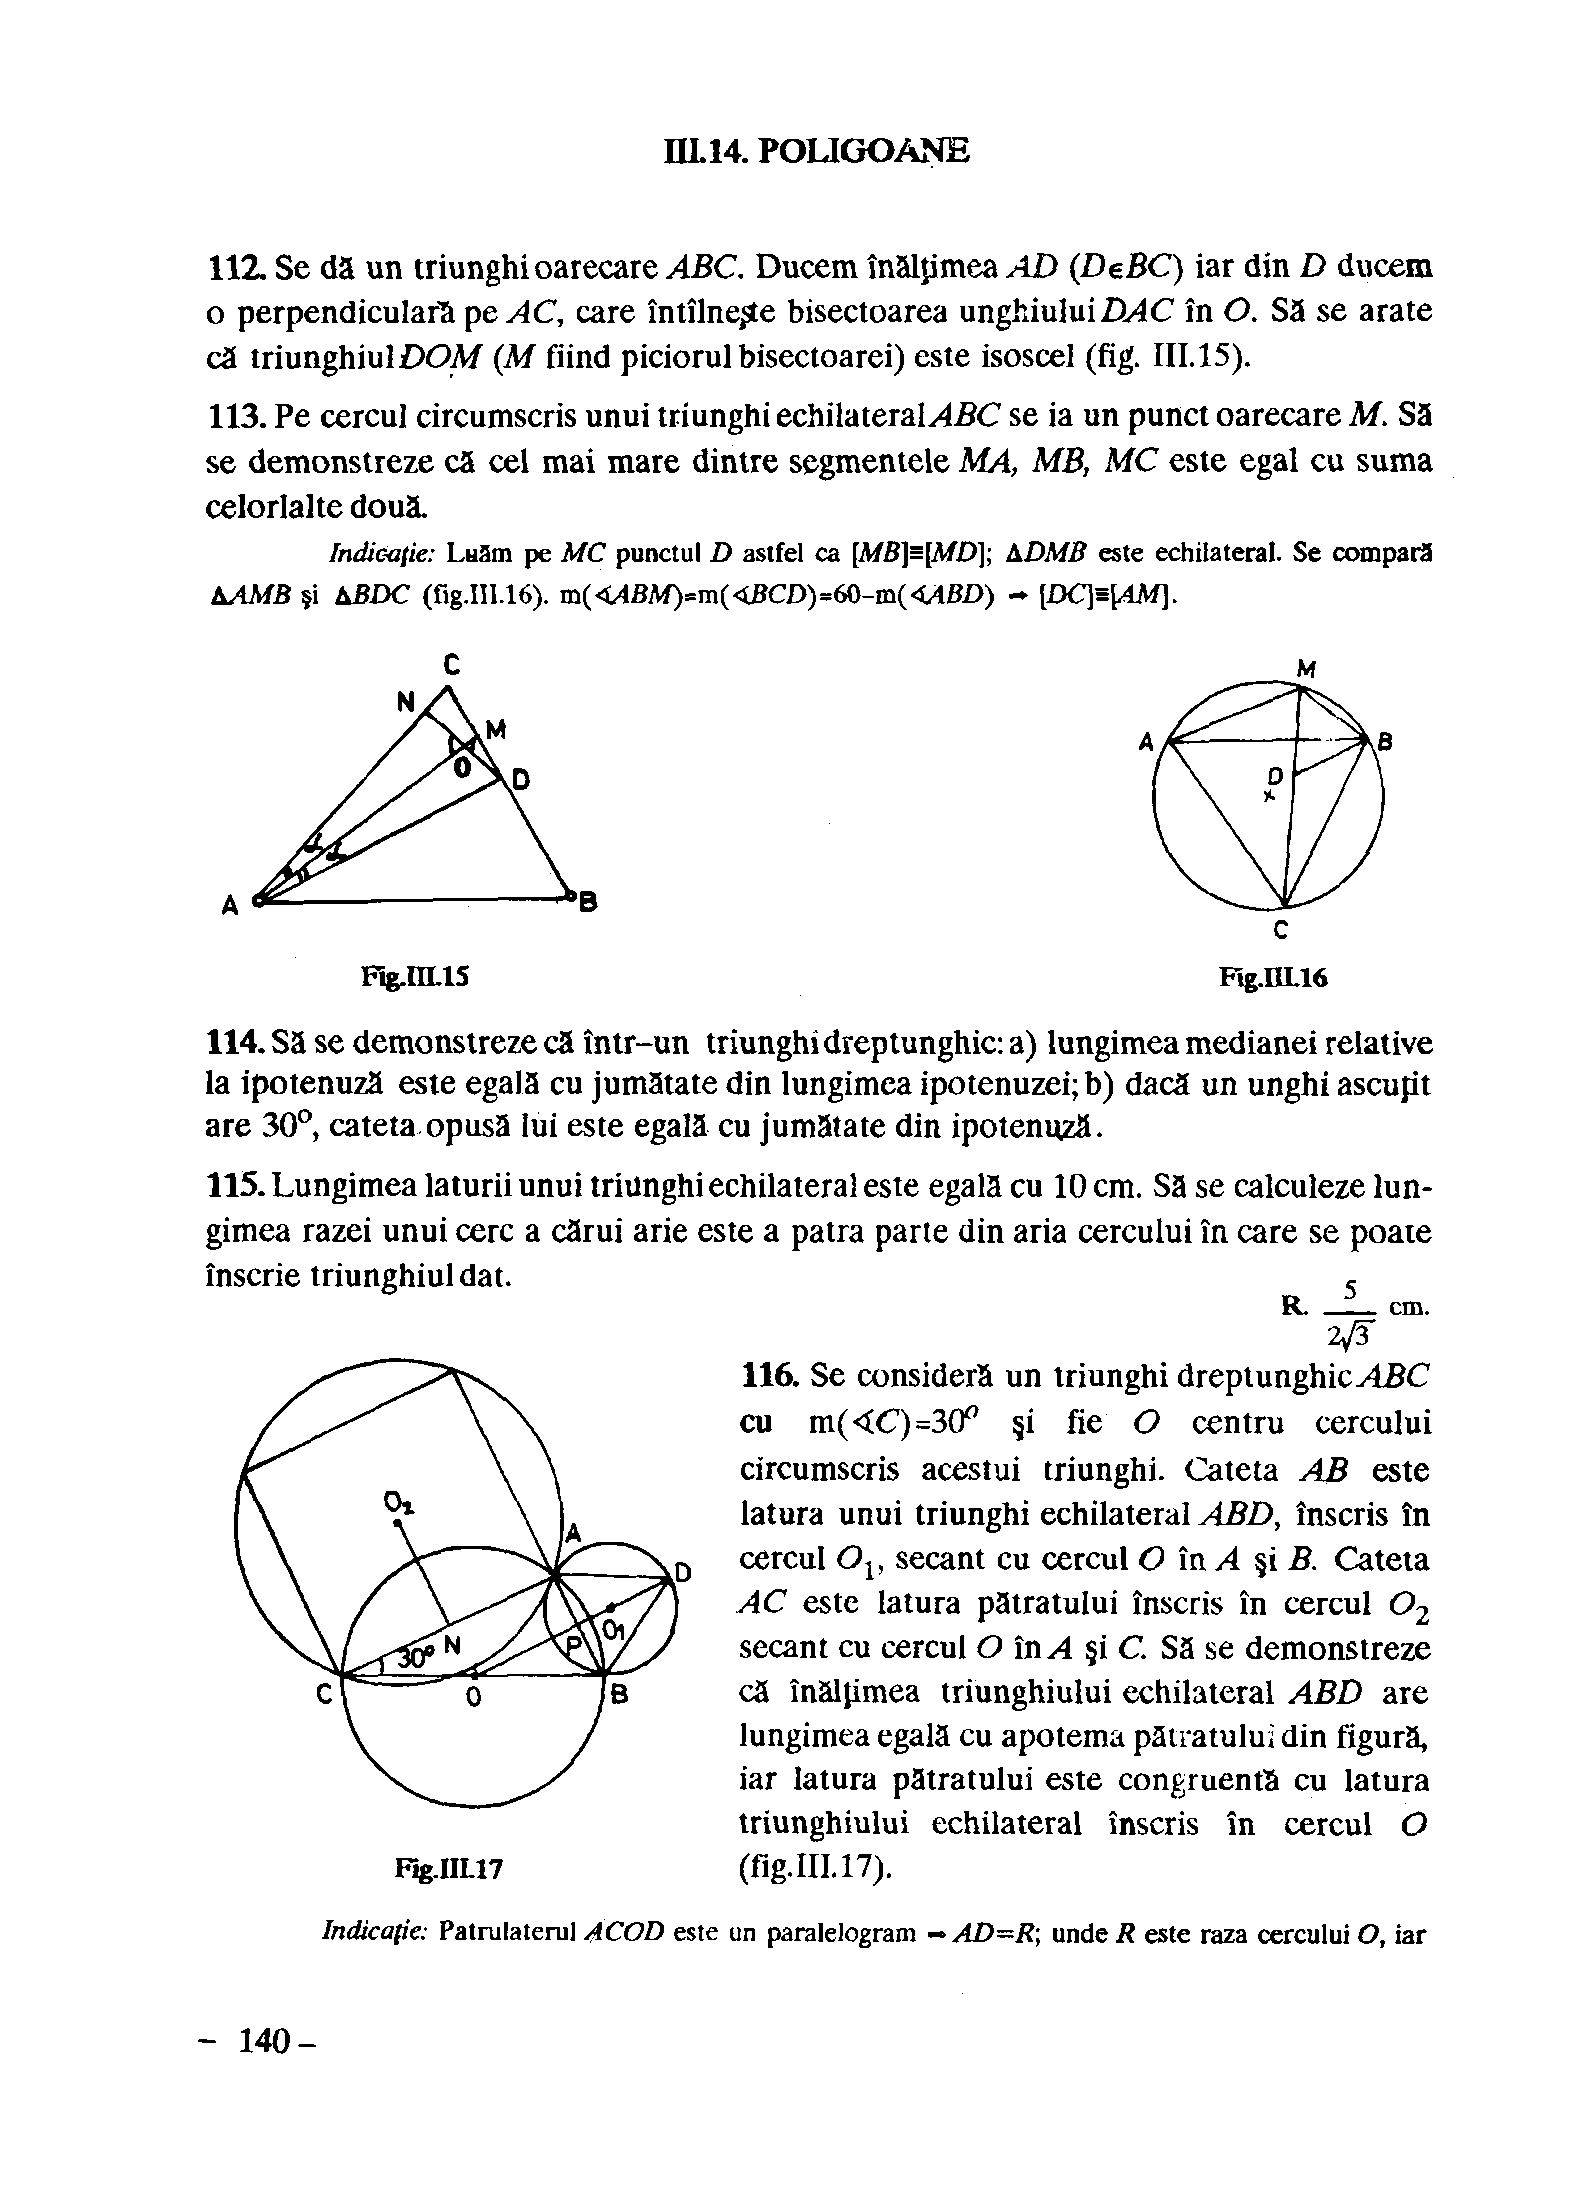 III.14. POLIGOANE
112. Se dă un triunghi oarecare ABC. Ducem înălţimea AD (D∈BC) iar din D ducem
o perpendiculară pe AC, care întîlneşte bisectoarea unghiului DAC în O. Să se arate
că triunghiul DOM (M fiind piciorul bisectoarei) este isoscel (fig. III.15).
113. Pe cercul circumscris unui triunghi echilateral ABC se ia un punct oarecare M. Să
se demonstreze că cel mai mare dintre segmentele MA, MB, MC este egal cu suma
celorlalte două.
Indicaţie: Luăm pe MC punctul D astfel ca [MB]≡[MD]; ΔDMB este echilateral. Se compară
ΔAMB şi ΔBDC (fig.III.16). m(∢ABM)=m(∢BCD)=60-m(∢ABD) → [DC]≡[AM].
C
N
M
O
D
A
B
M
A
B
D
C
Fig.III.15
Fig.III.16
114. Să se demonstreze că într-un triunghi dreptunghic: a) lungimea medianei relative
la ipotenuză este egală cu jumătate din lungimea ipotenuzei; b) dacă un unghi ascuţit
are 30°, cateta opusă lui este egală cu jumătate din ipotenuză.
115. Lungimea laturii unui triunghi echilateral este egală cu 10 cm. Să se calculeze lun-
gimea razei unui cerc a cărui arie este a patra parte din aria cercului în care se poate
înscrie triunghiul dat.
R. 5/2√3 cm.
116. Se consideră un triunghi dreptunghic ABC
cu m(∢C)=30° şi fie O centru cercului
circumscris acestui triunghi. Cateta AB este
latura unui triunghi echilateral ABD, înscris în
cercul O₁, secant cu cercul O în A şi B. Cateta
AC este latura pătratului înscris în cercul O₂
secant cu cercul O în A şi C. Să se demonstreze
că înălţimea triunghiului echilateral ABD are
lungimea egală cu apotema pătratului din figură,
iar latura pătratului este congruentă cu latura
triunghiului echilateral înscris în cercul O
(fig.III.17).
O₂
A
D
O₁
P
N
30°
C
O
B
Fig.III.17
Indicaţie: Patrulaterul ACOD este un paralelogram → AD=R; unde R este raza cercului O, iar
- 140 -